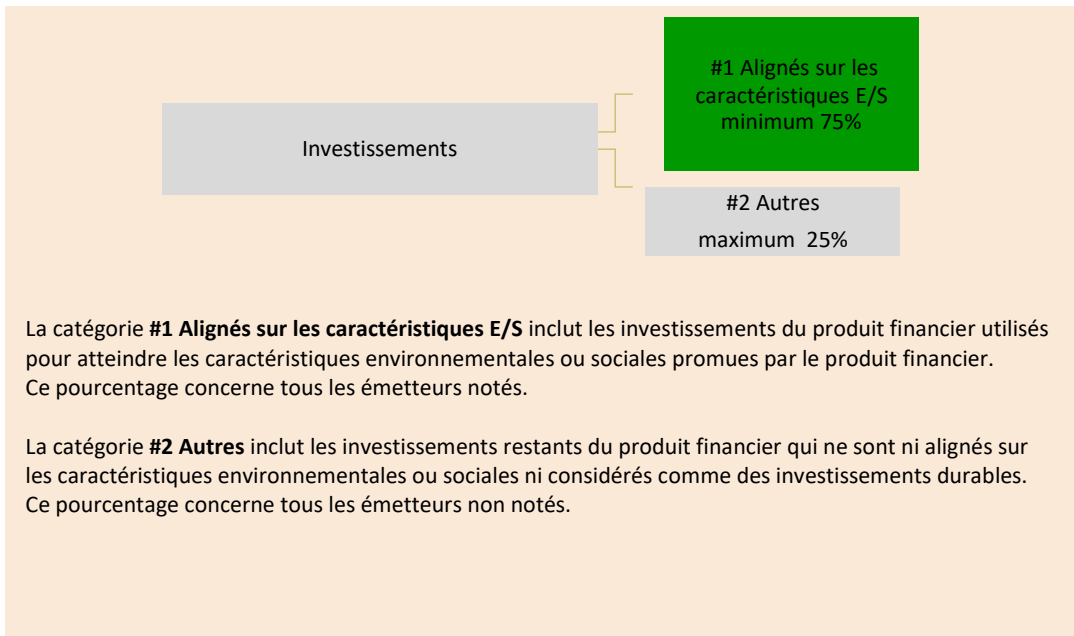 #1 Alignés sur les
caractéristiques E/S
minimum 75%
Investissements
#2 Autres
maximum 25%
La catégorie #1 Alignés sur les caractéristiques E/S inclut les investissements du produit financier utilisés
pour atteindre les caractéristiques environnementales ou sociales promues par le produit financier.
Ce pourcentage concerne tous les émetteurs notés.
La catégorie #2 Autres inclut les investissements restants du produit financier qui ne sont ni alignés sur
les caractéristiques environnementales ou sociales ni considérés comme des investissements durables.
Ce pourcentage concerne tous les émetteurs non notés.